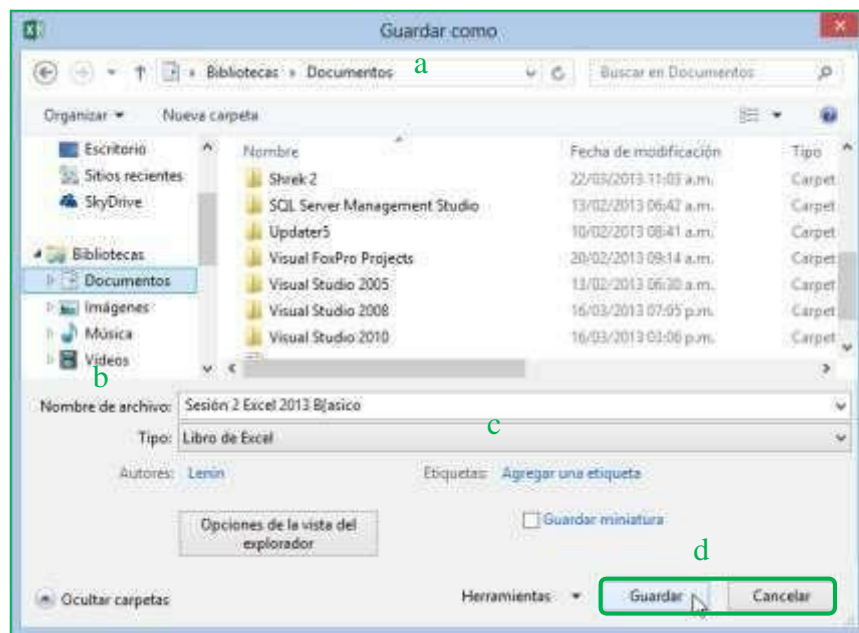 Guardar como
Bibliotecas Documentos a Buscar en Documentos
Organizar Nueva carpeta
Escritorio Nombre Fecha de modificación Tipo
Sitios recientes Shrek 2 22/03/2013 11:03 a.m. Carpet
SkyDrive SQL Server Management Studio 13/02/2013 06:42 a.m. Carpet
Updater5 10/02/2013 08:41 a.m. Carpet
Bibliotecas Visual FoxPro Projects 20/02/2013 09:14 a.m. Carpet
Documentos Visual Studio 2005 13/02/2013 06:30 a.m. Carpet
Imágenes Visual Studio 2008 16/03/2013 07:05 p.m. Carpet
Música Visual Studio 2010 16/03/2013 03:06 p.m. Carpet
Vídeos
b
Nombre de archivo: Sesión 2 Excel 2013 B{asico
Tipo: Libro de Excel c
Autores: Lenin Etiquetas: Agregar una etiqueta
Opciones de la vista del explorador Guardar miniatura
d
Ocultar carpetas Herramientas Guardar Cancelar